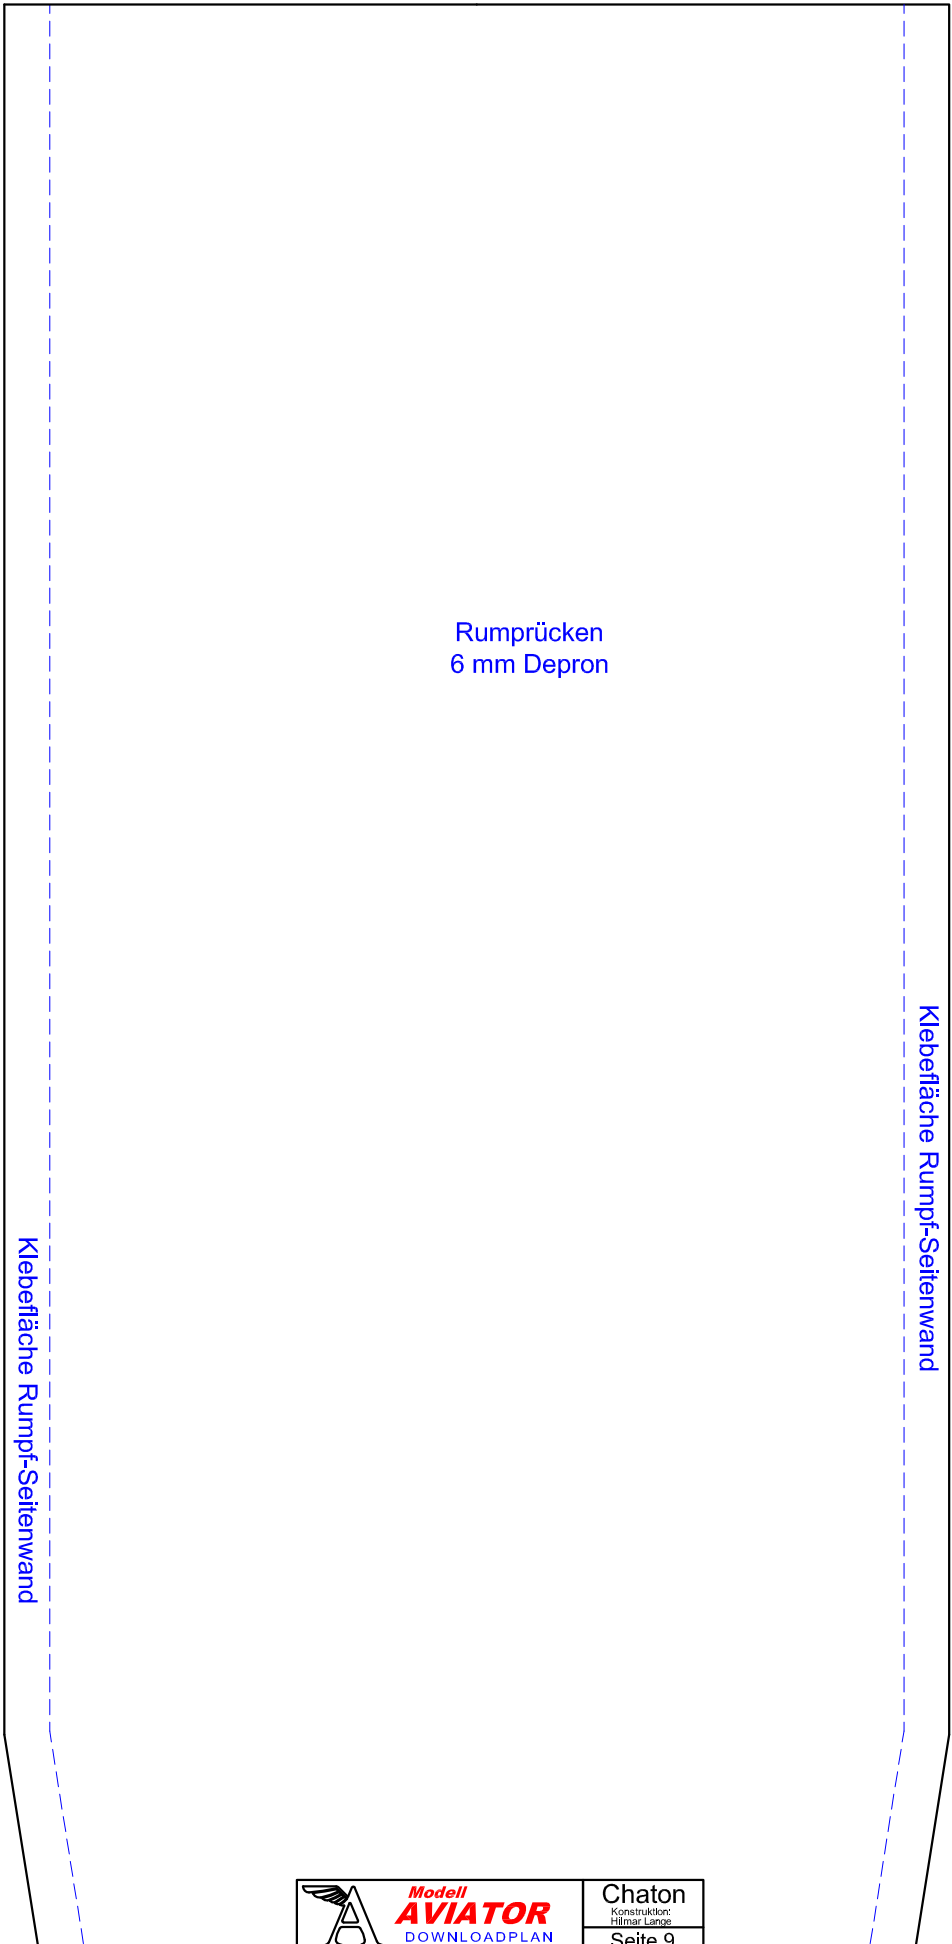 Rumprücken
6 mm Depron
Klebefläche Rumpf-Seitenwand
Klebefläche Rumpf-Seitenwand
Modell
AVIATOR
DOWNLOADPLAN
Chaton
Konstruktion:
Hilmar Lange
Seite 9